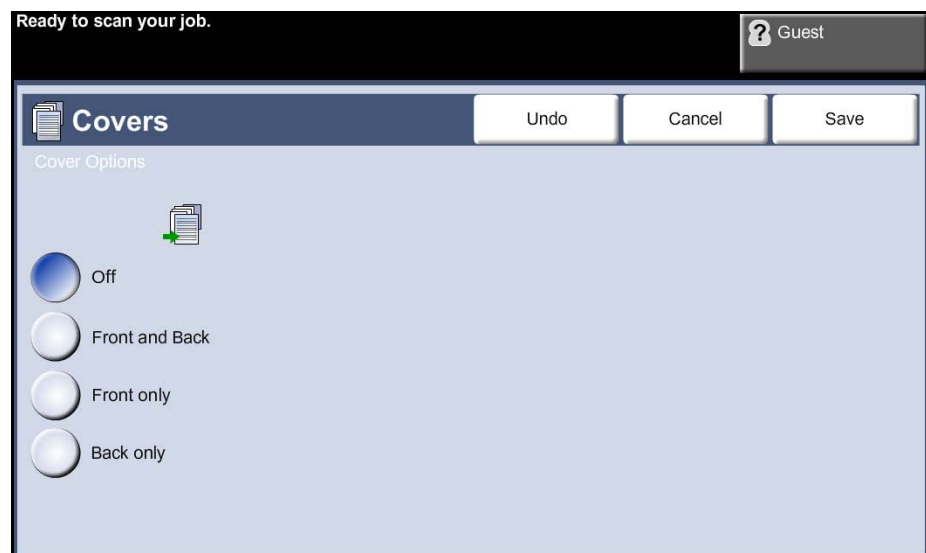 Ready to scan your job.
? Guest
Covers
Undo
Cancel
Save
Cover Options
Off
Front and Back
Front only
Back only